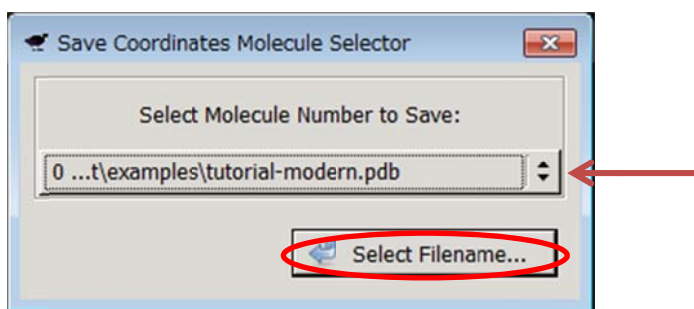 Save Coordinates Molecule Selector
Select Molecule Number to Save:
0 ...t\examples\tutorial-modern.pdb
Select Filename...